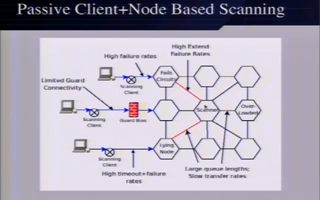 Passive Client+Node Based Scanning
High Extend
Failure Rates
High failure rates
Fails
Circuits
Scanning
Client
Limited Guard
Connectivity
Scanner
Over-
Loaded
Scanning
Client
Guard Bias
Lying
Node
Scanning
Client
Large queue lengths;
Slow transfer rates
High timeout+failure
rates